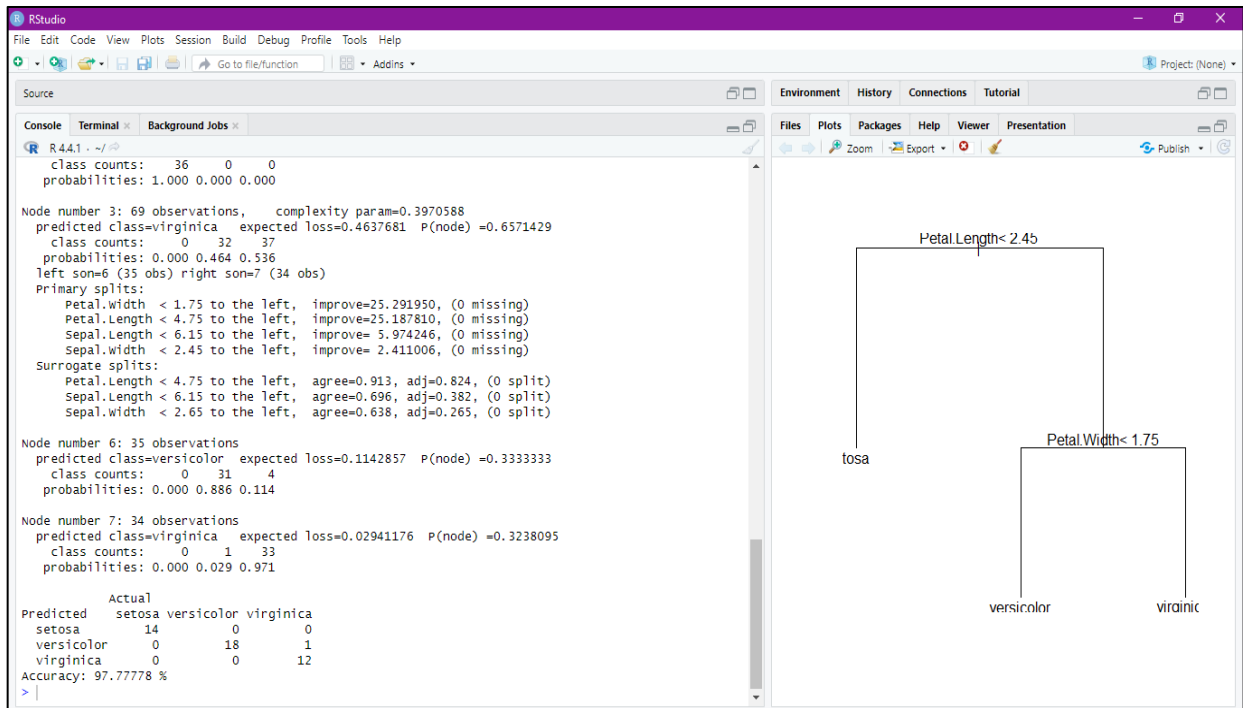 RStudio
File Edit Code View Plots Session Build Debug Profile Tools Help
Go to file/function
Addins
Project: (None)
Source
Console Terminal Background Jobs
R 4.4.1 · ~/
class counts: 36 0 0
probabilities: 1.000 0.000 0.000
Node number 3: 69 observations, complexity param=0.3970588
predicted class=virginica expected loss=0.4637681 P(node) =0.6571429
class counts: 0 32 37
probabilities: 0.000 0.464 0.536
left son=6 (35 obs) right son=7 (34 obs)
Primary splits:
Petal.Width < 1.75 to the left, improve=25.291950, (0 missing)
Petal.Length < 4.75 to the left, improve=25.187810, (0 missing)
Sepal.Length < 6.15 to the left, improve= 5.974246, (0 missing)
Sepal.Width < 2.45 to the left, improve= 2.411006, (0 missing)
Surrogate splits:
Petal.Length < 4.75 to the left, agree=0.913, adj=0.824, (0 split)
Sepal.Length < 6.15 to the left, agree=0.696, adj=0.382, (0 split)
Sepal.Width < 2.65 to the left, agree=0.638, adj=0.265, (0 split)
Node number 6: 35 observations
predicted class=versicolor expected loss=0.1142857 P(node) =0.3333333
class counts: 0 31 4
probabilities: 0.000 0.886 0.114
Node number 7: 34 observations
predicted class=virginica expected loss=0.02941176 P(node) =0.3238095
class counts: 0 1 33
probabilities: 0.000 0.029 0.971
Actual
Predicted setosa versicolor virginica
setosa 14 0 0
versicolor 0 18 1
virginica 0 0 12
Accuracy: 97.77778 %
>
Environment History Connections Tutorial
Files Plots Packages Help Viewer Presentation
Zoom Export Publish
Petal.Length< 2.45
Petal.Width< 1.75
tosa
versicolor
virginic